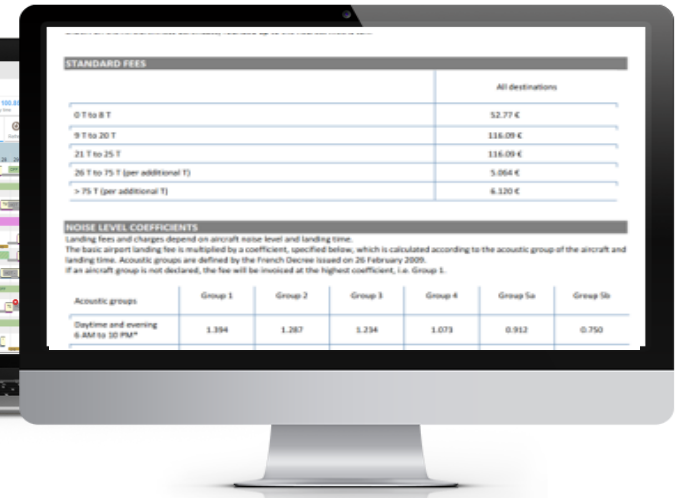 STANDARD FEES
All destinations
0 T to 8 T 52.77 €
9 T to 20 T 116.09 €
21 T to 25 T 116.09 €
26 T to 75 T (per additional T) 5.064 €
> 75 T (per additional T) 6.320 €
NOISE LEVEL COEFFICIENTS
Landing fees and charges depend on aircraft noise level and landing time.
The basic airport landing fee is multiplied by a coefficient, specified below, which is calculated according to the acoustic group of the aircraft and
landing time. Acoustic groups are defined by the French Decree issued on 26 February 2009.
If an aircraft group is not declared, the fee will be invoiced at the highest coefficient, i.e. Group 1.
Acoustic groups Group 1 Group 2 Group 3 Group 4 Group 5a Group 5b
Daytime and evening
6 AM to 10 PM* 1.394 1.287 1.234 1.073 0.912 0.750